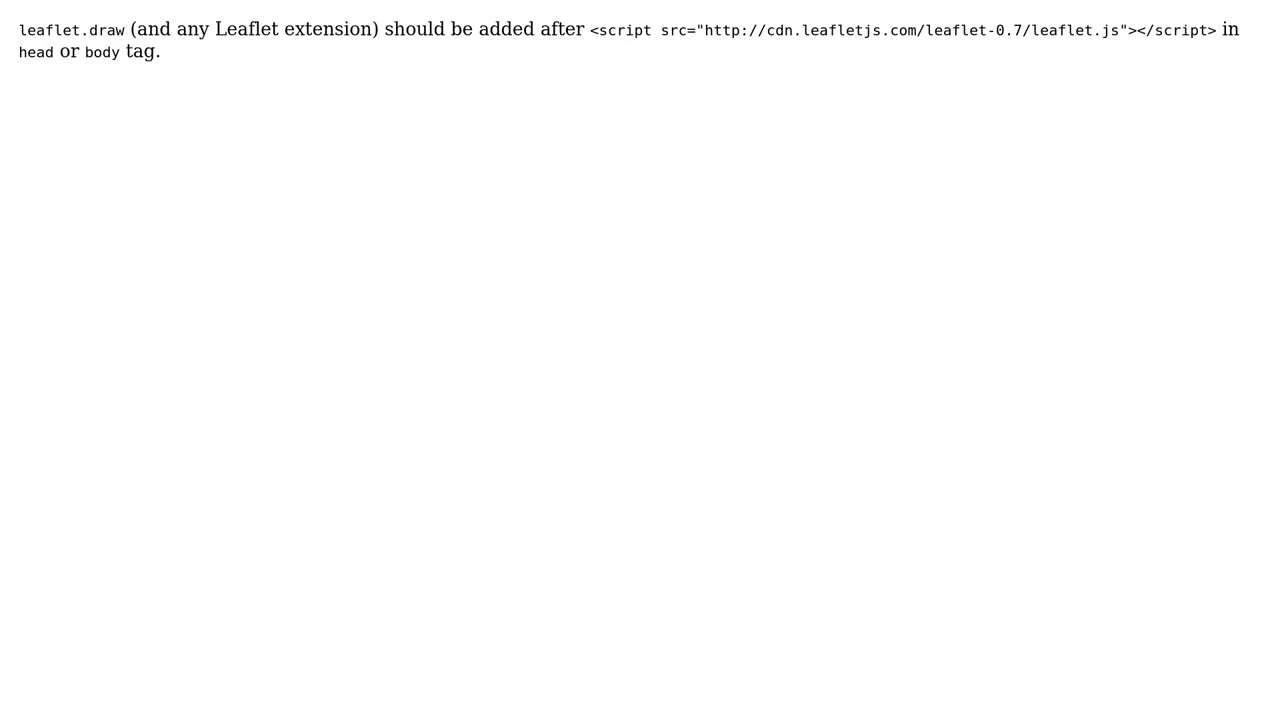 leaflet.draw (and any Leaflet extension) should be added after <script src="http://cdn.leafletjs.com/leaflet-0.7/leaflet.js"></script> in
head or body tag.